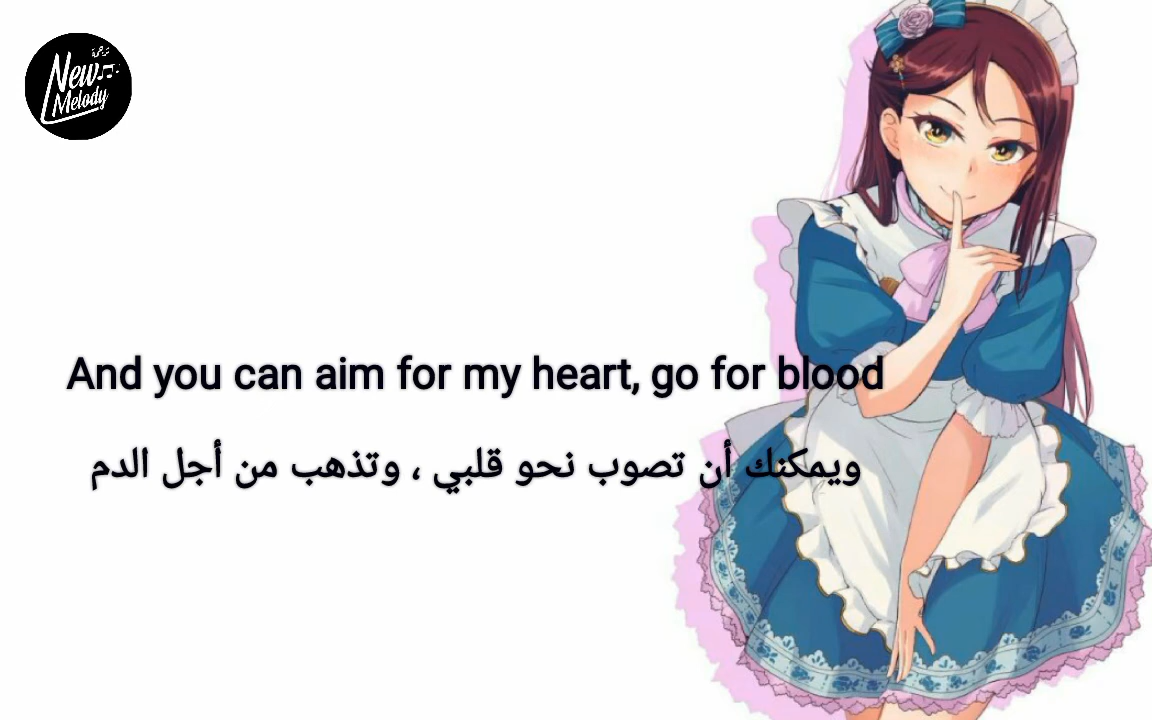 ترجمة
New
Melody
And you can aim for my heart, go for blood
ويمكنك أن تصوب نحو قلبي ، وتذهب من أجل الدم